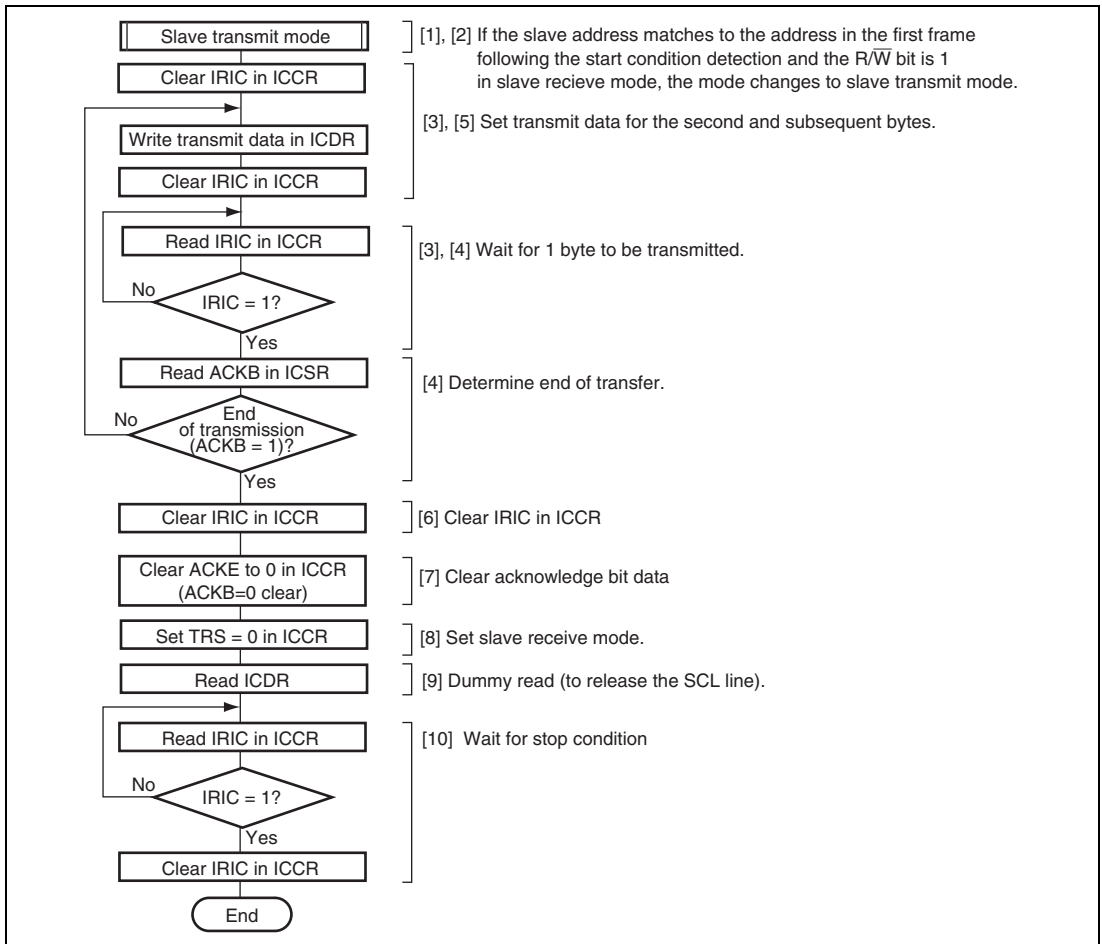 Slave transmit mode
[1], [2] If the slave address matches to the address in the first frame
following the start condition detection and the R/W̅ bit is 1
in slave recieve mode, the mode changes to slave transmit mode.
Clear IRIC in ICCR
[3], [5] Set transmit data for the second and subsequent bytes.
Write transmit data in ICDR
Clear IRIC in ICCR
Read IRIC in ICCR
[3], [4] Wait for 1 byte to be transmitted.
No
IRIC = 1?
Yes
Read ACKB in ICSR
[4] Determine end of transfer.
No
End
of transmission
(ACKB = 1)?
Yes
Clear IRIC in ICCR
[6] Clear IRIC in ICCR
Clear ACKE to 0 in ICCR
(ACKB=0 clear)
[7] Clear acknowledge bit data
Set TRS = 0 in ICCR
[8] Set slave receive mode.
Read ICDR
[9] Dummy read (to release the SCL line).
Read IRIC in ICCR
[10] Wait for stop condition
No
IRIC = 1?
Yes
Clear IRIC in ICCR
End